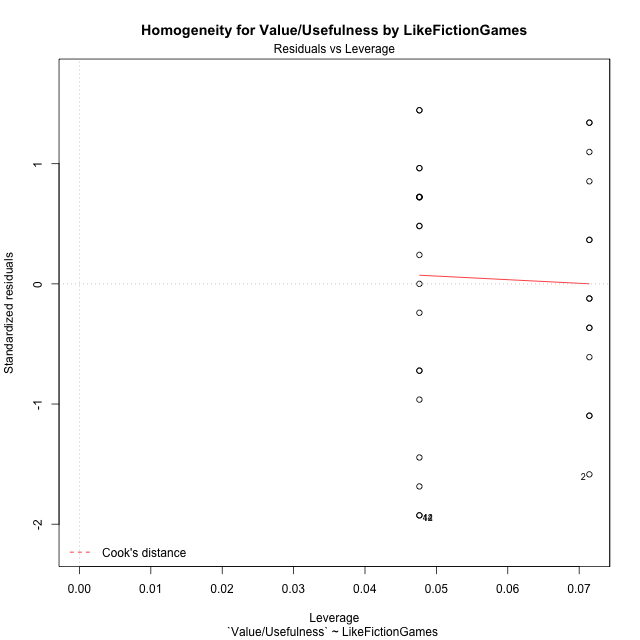 Homogeneity for Value/Usefulness by LikeFictionGames
Residuals vs Leverage
1
0
-1
-2
Standardized residuals
2
Cook's distance
0.00 0.01 0.02 0.03 0.04 0.05 0.06 0.07
Leverage
`Value/Usefulness` ~ LikeFictionGames